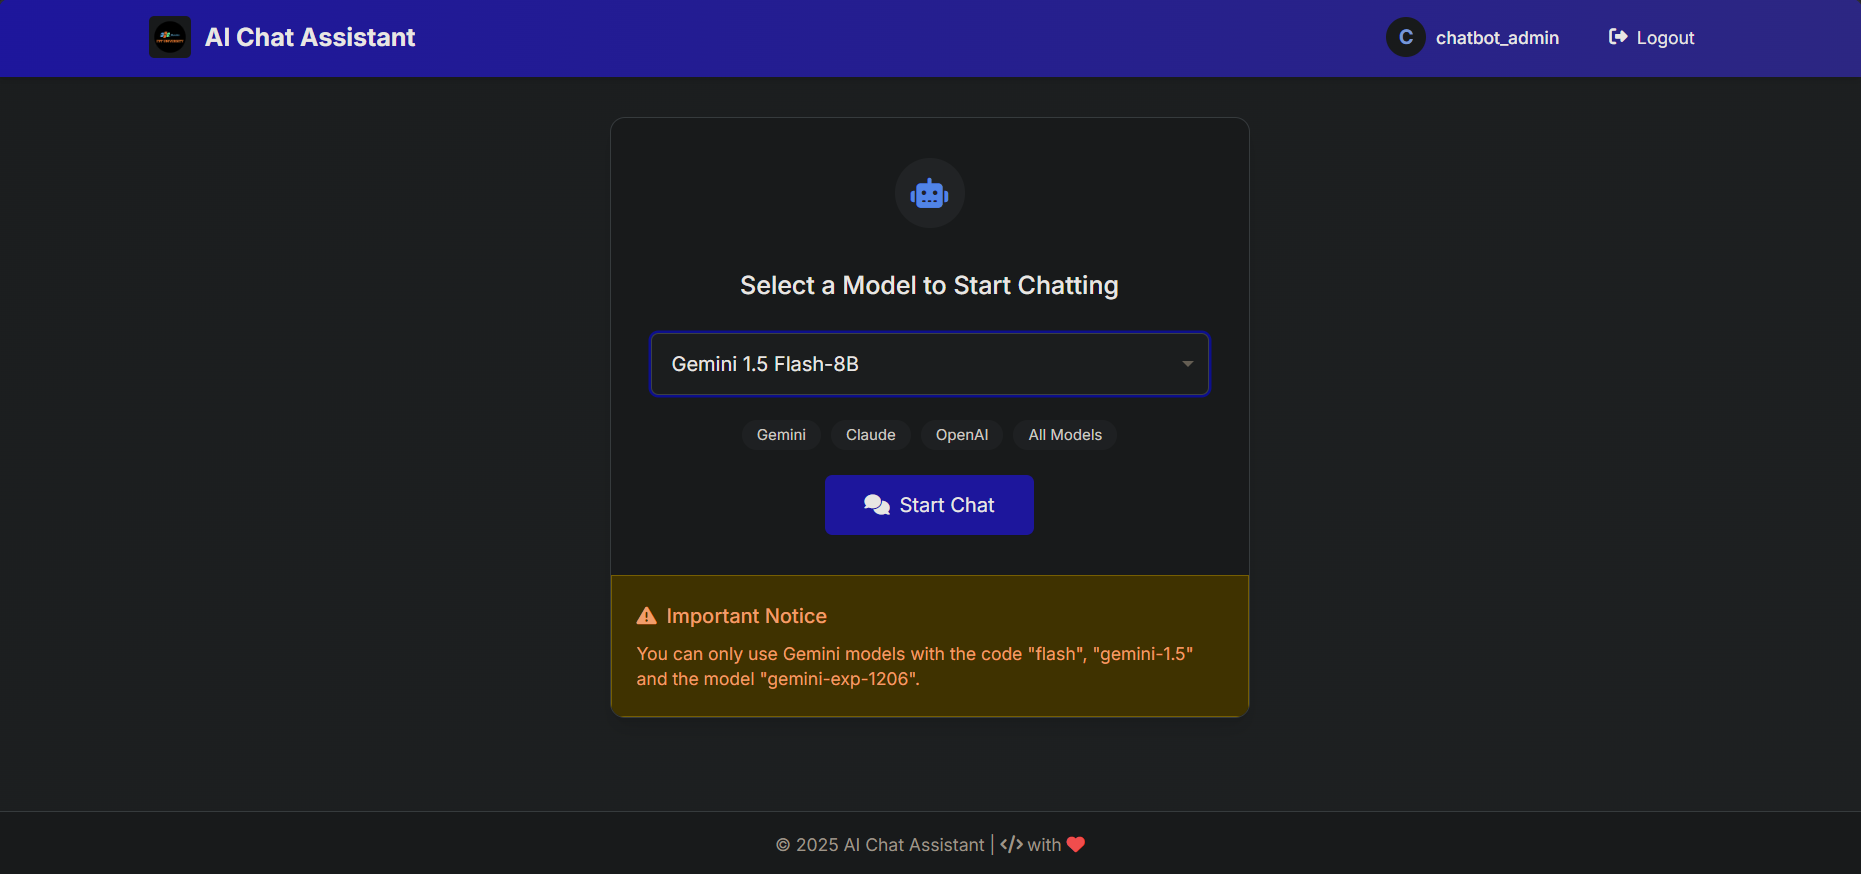 AI Chat Assistant
C chatbot_admin
Logout
Select a Model to Start Chatting
Gemini 1.5 Flash-8B
Gemini Claude OpenAI All Models
Start Chat
Important Notice
You can only use Gemini models with the code "flash", "gemini-1.5"
and the model "gemini-exp-1206".
© 2025 AI Chat Assistant | </> with